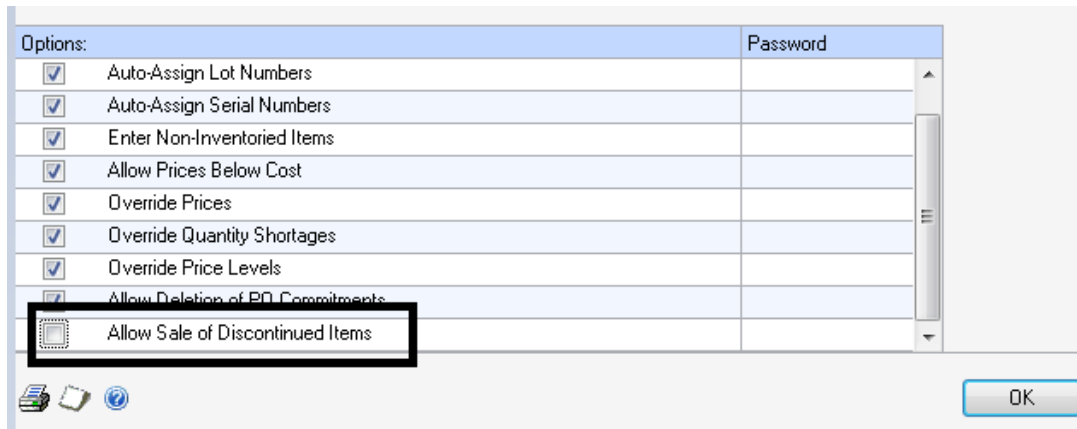 Options: Password
Auto-Assign Lot Numbers
Auto-Assign Serial Numbers
Enter Non-Inventoried Items
Allow Prices Below Cost
Override Prices
Override Quantity Shortages
Override Price Levels
Allow Deletion of PO Commitments
Allow Sale of Discontinued Items
OK